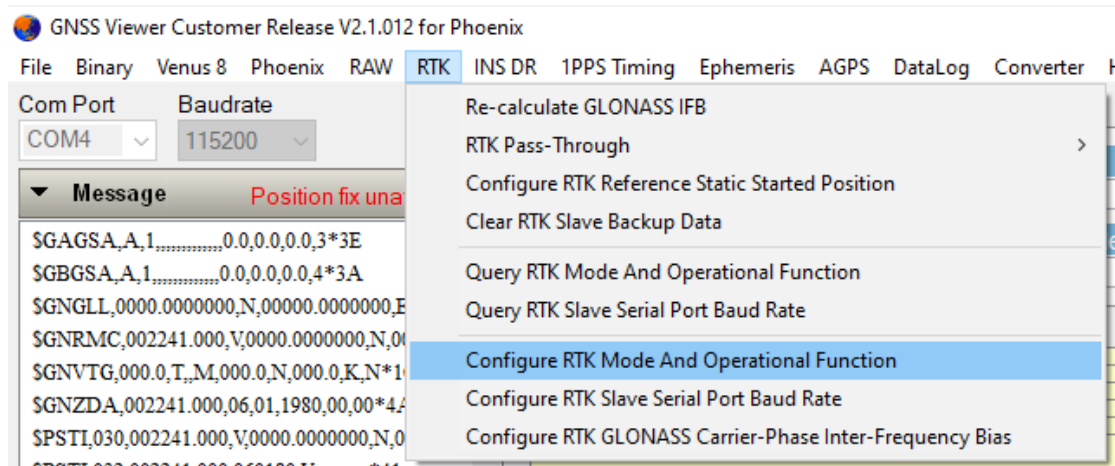 GNSS Viewer Customer Release V2.1.012 for Phoenix
File Binary Venus 8 Phoenix RAW RTK INS DR 1PPS Timing Ephemeris AGPS DataLog Converter
Com Port Baudrate
COM4 115200
Message Position fix una
$GAGSA,A,1,,,,,,,,,,,,,0.0,0.0,0.0,3*3E
$GBGSA,A,1,,,,,,,,,,,,,0.0,0.0,0.0,4*3A
$GNGLL,0000.0000000,N,00000.0000000,E
$GNRMC,002241.000,V,0000.0000000,N,00
$GNVTG,000.0,T,,M,000.0,N,000.0,K,N*1
$GNZDA,002241.000,06,01,1980,00,00*4A
$PSTI,030,002241.000,V,0000.0000000,N,0
Re-calculate GLONASS IFB
RTK Pass-Through >
Configure RTK Reference Static Started Position
Clear RTK Slave Backup Data
Query RTK Mode And Operational Function
Query RTK Slave Serial Port Baud Rate
Configure RTK Mode And Operational Function
Configure RTK Slave Serial Port Baud Rate
Configure RTK GLONASS Carrier-Phase Inter-Frequency Bias